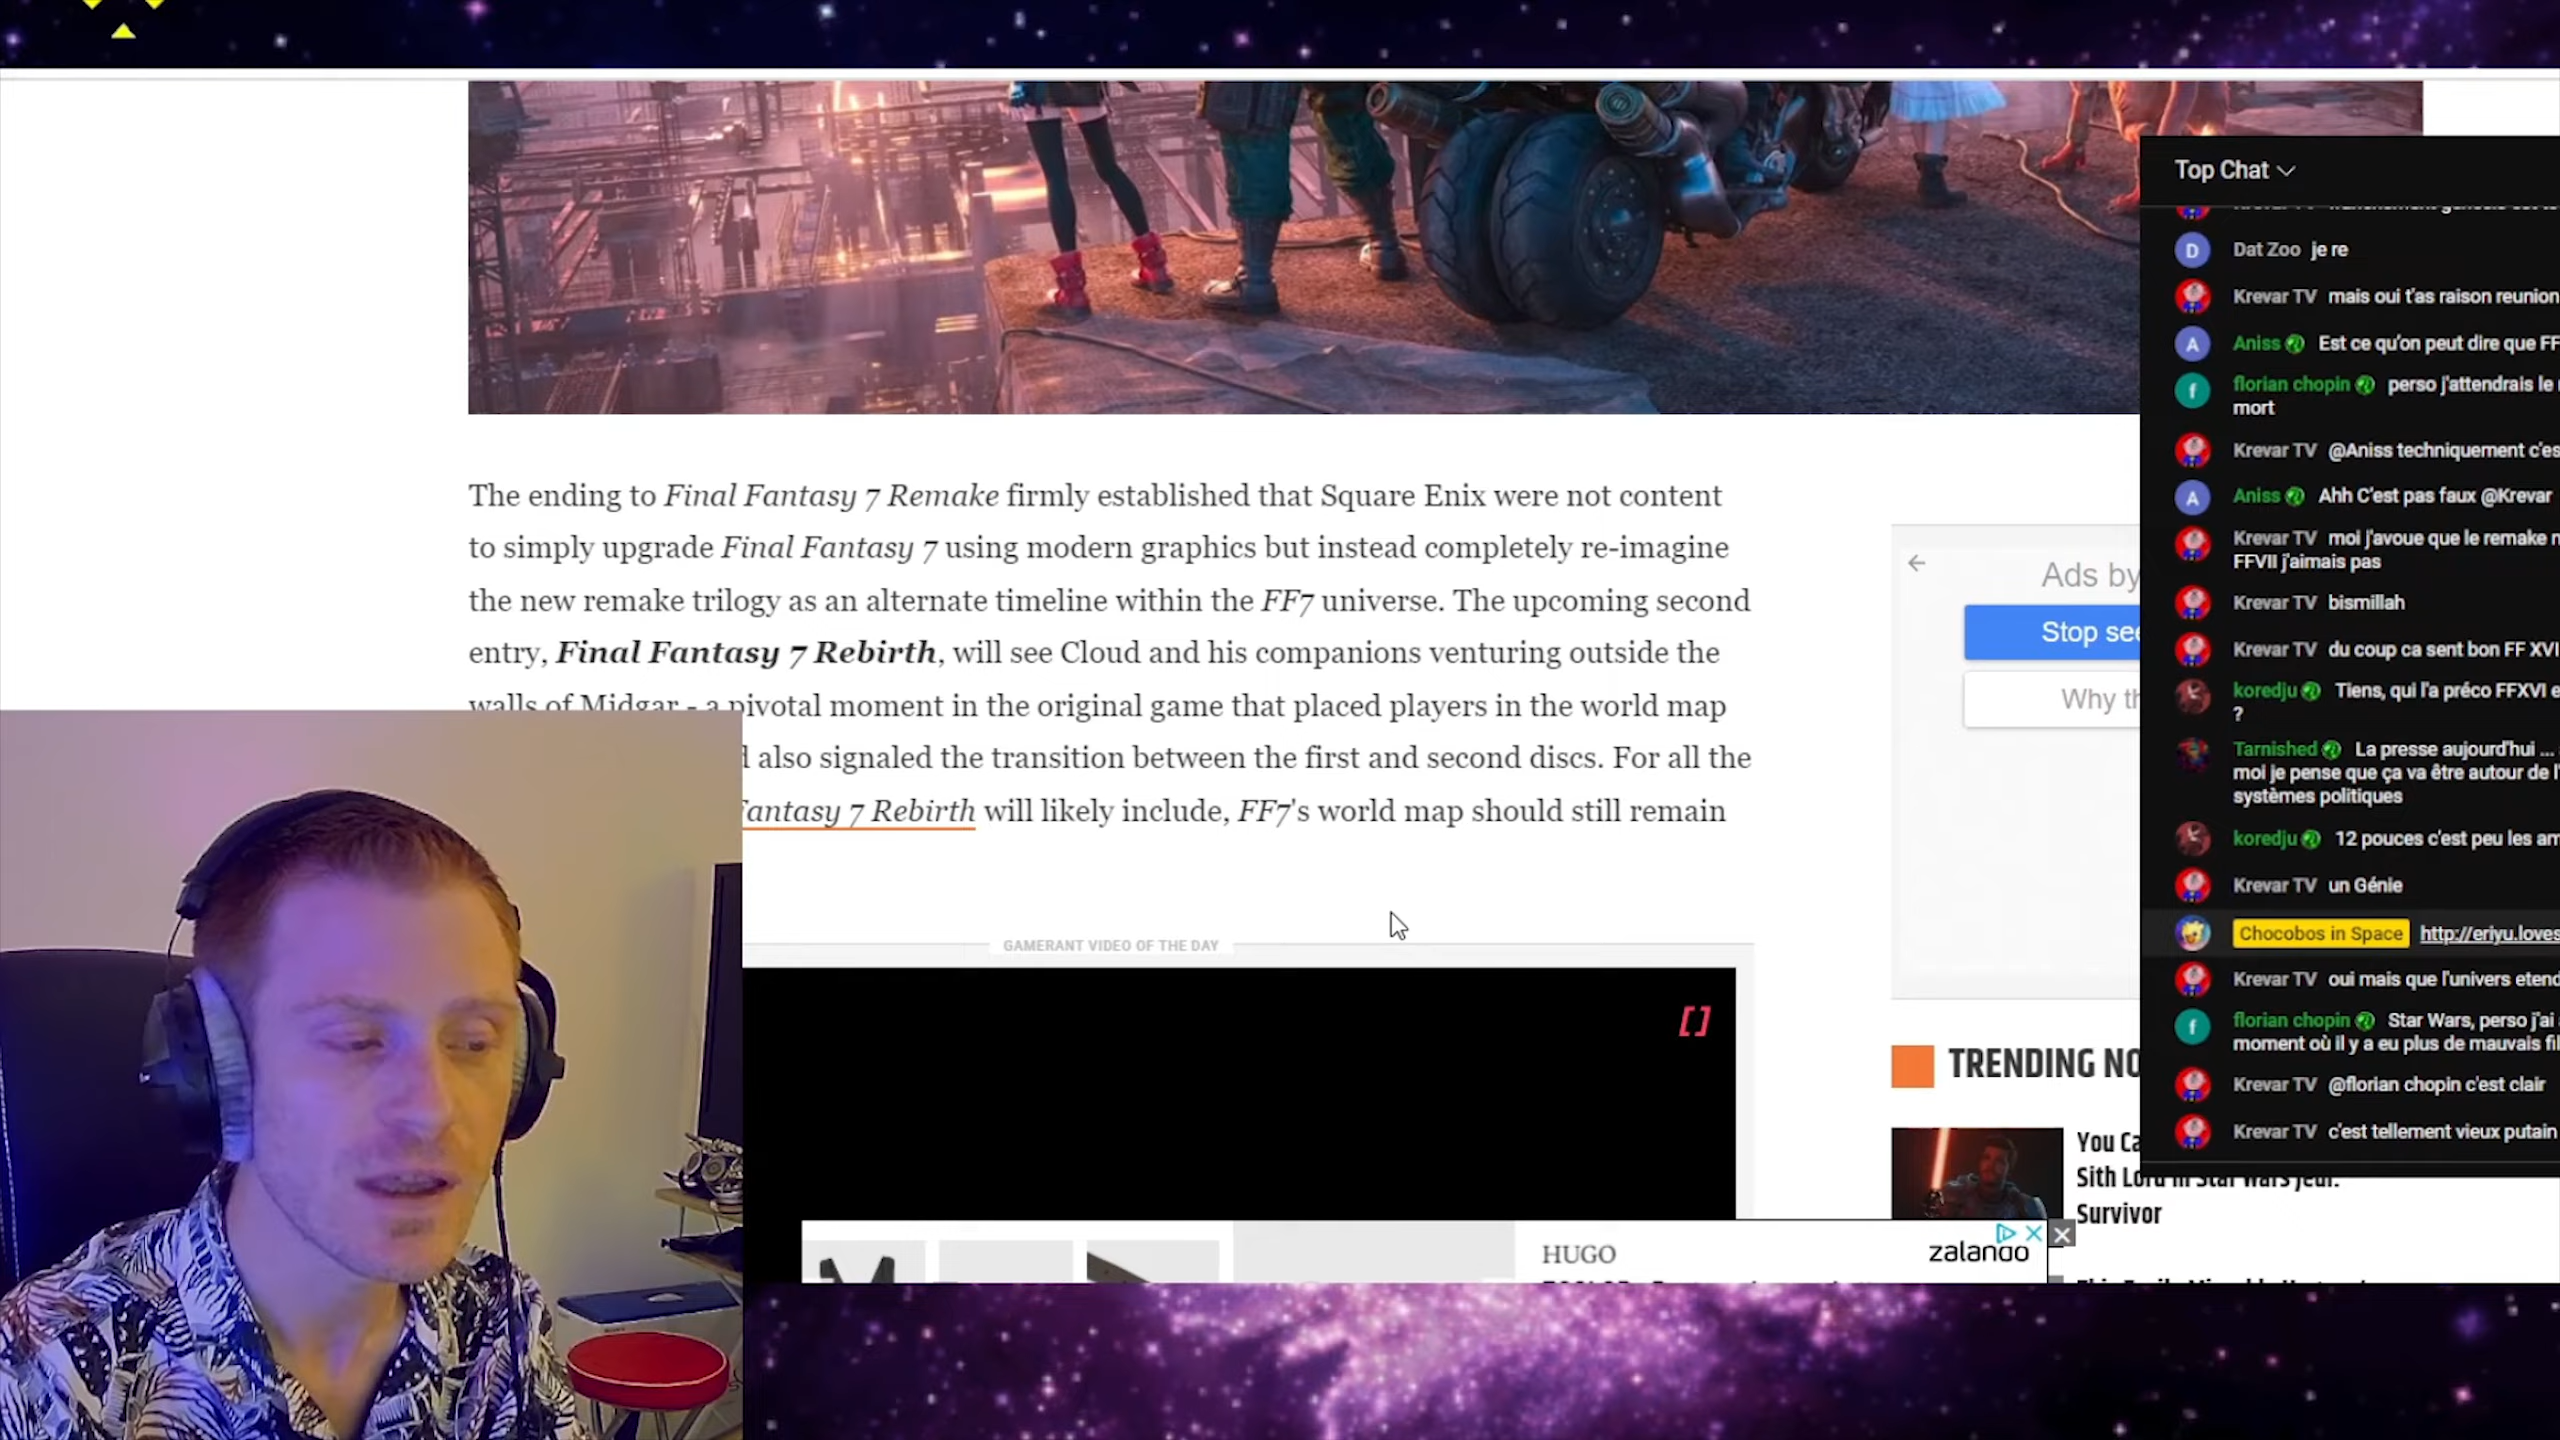 The ending to Final Fantasy 7 Remake firmly established that Square Enix were not content
to simply upgrade Final Fantasy 7 using modern graphics but instead completely re-imagine
the new remake trilogy as an alternate timeline within the FF7 universe. The upcoming second
entry, Final Fantasy 7 Rebirth, will see Cloud and his companions venturing outside the
walls of Midgar - a pivotal moment in the original game that placed players in the world map
also signaled the transition between the first and second discs. For all the
Fantasy 7 Rebirth will likely include, FF7's world map should still remain
GAMERANT VIDEO OF THE DAY
[]
HUGO
zalando
Ads by
Stop see
Why th
TRENDING NO
You Ca
Sith Lord in Star Wars Jedi:
Survivor
Top Chat
D Dat Zoo je re
Krevar TV mais oui t'as raison reunion
A Aniss Est ce qu'on peut dire que FF
f florian chopin perso j'attendrais le
mort
Krevar TV @Aniss techniquement c'es
A Aniss Ahh C'est pas faux @Krevar
Krevar TV moi j'avoue que le remake
FFVII j'aimais pas
Krevar TV bismillah
Krevar TV du coup ca sent bon FF XVI
koredju Tiens, qui l'a préco FFXVI e
?
Tarnished La presse aujourd'hui ...
moi je pense que ça va être autour de l'
systèmes politiques
koredju 12 pouces c'est peu les am
Krevar TV un Génie
Chocobos in Space http://eriyu.loves
Krevar TV oui mais que l'univers etend
f florian chopin Star Wars, perso j'ai
moment où il y a eu plus de mauvais fil
Krevar TV @florian chopin c'est clair
Krevar TV c'est tellement vieux putain